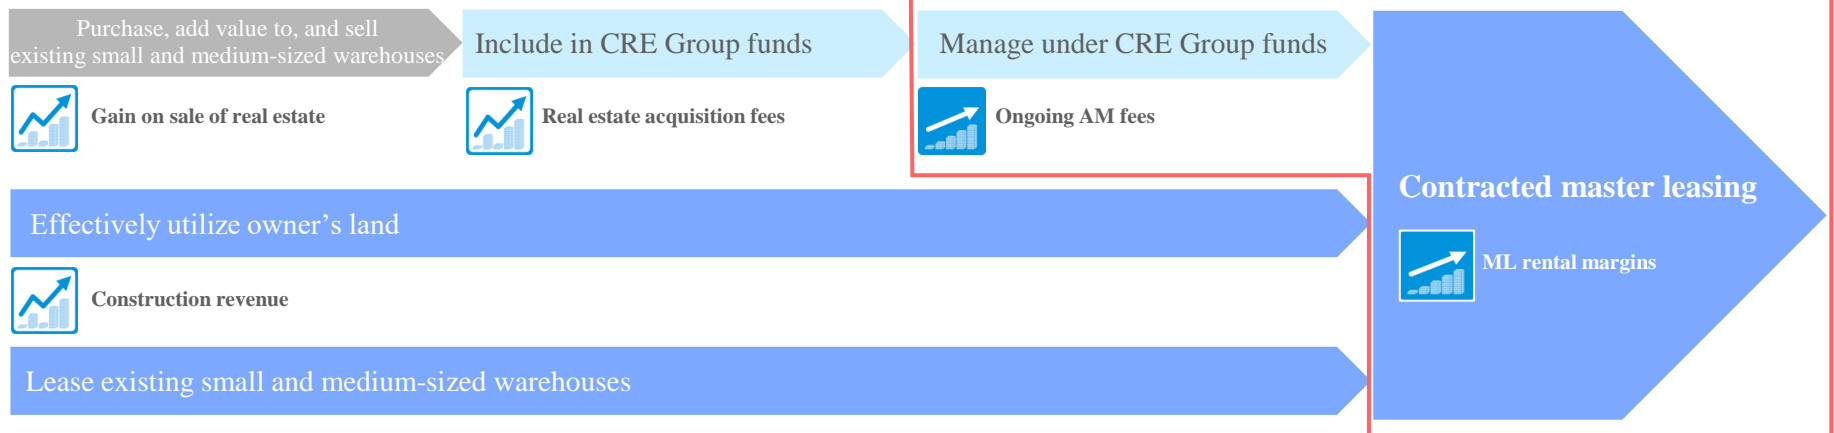 Purchase, add value to, and sell
existing small and medium-sized warehouses
Include in CRE Group funds
Manage under CRE Group funds
Gain on sale of real estate
Real estate acquisition fees
Ongoing AM fees
Contracted master leasing
ML rental margins
Effectively utilize owner’s land
Construction revenue
Lease existing small and medium-sized warehouses